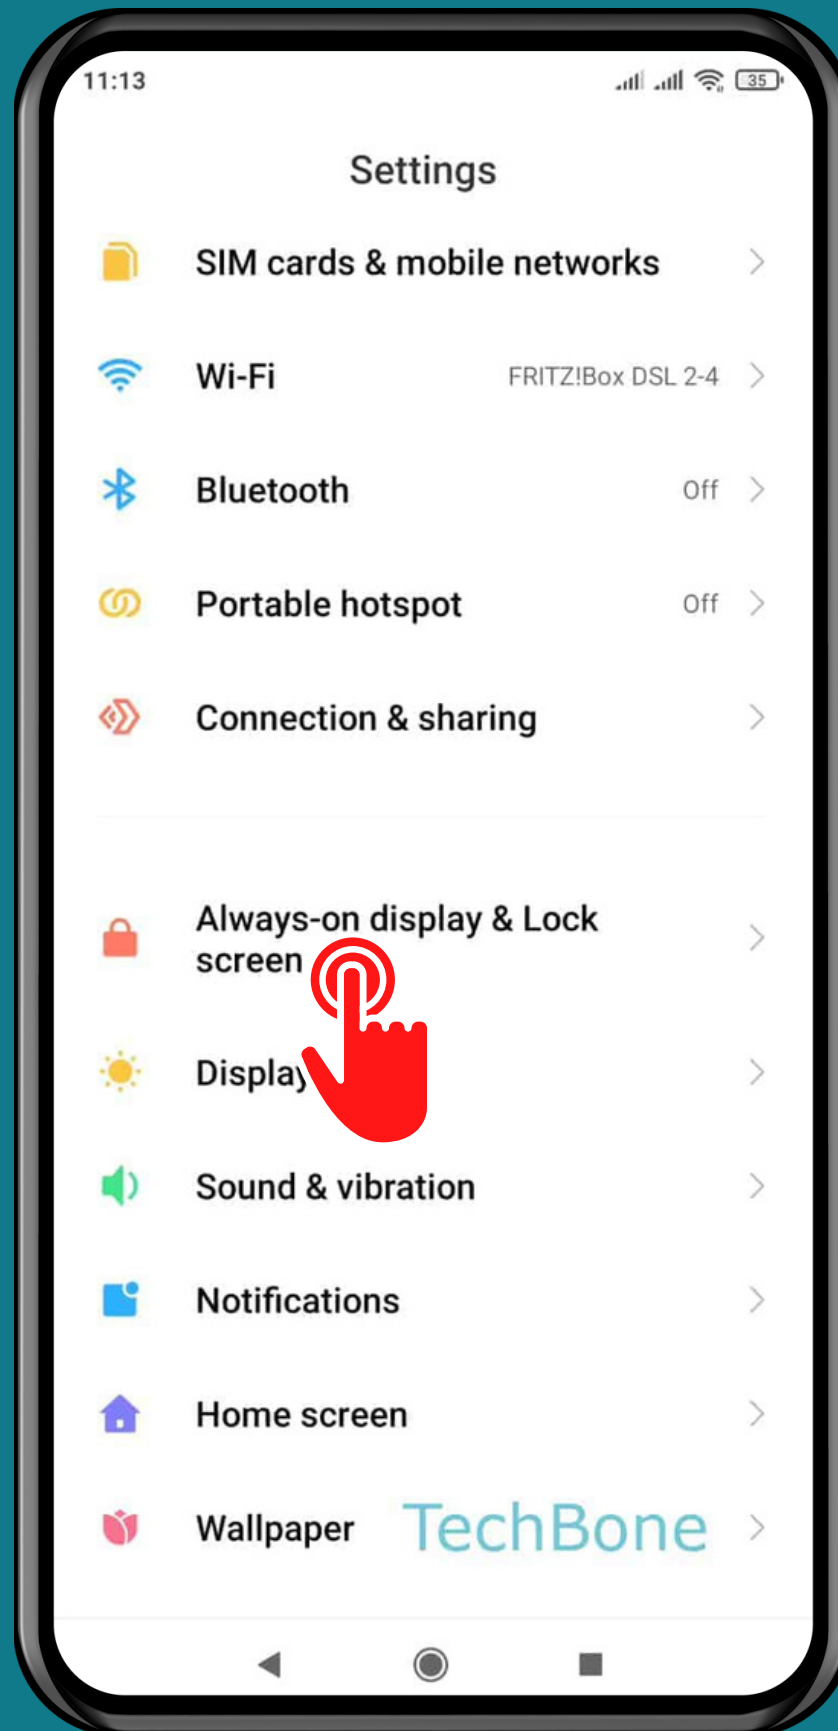 11:13
35
Settings
SIM cards & mobile networks
Wi-Fi FRITZ!Box DSL 2-4
Bluetooth Off
Portable hotspot Off
Connection & sharing
Always-on display & Lock
screen
Display
Sound & vibration
Notifications
Home screen
Wallpaper
TechBone